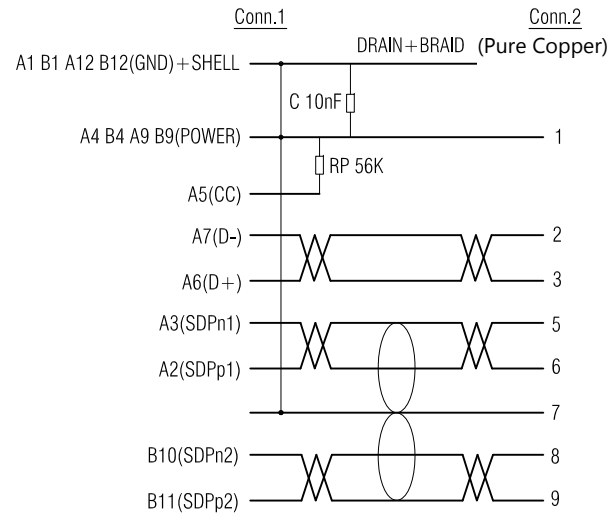 Conn.1 Conn.2
DRAIN+BRAID (Pure Copper)
A1 B1 A12 B12(GND)+SHELL
C 10nF
A4 B4 A9 B9(POWER) 1
RP 56K
A5(CC)
A7(D-) 2
A6(D+) 3
A3(SDPn1) 5
A2(SDPp1) 6
7
B10(SDPn2) 8
B11(SDPp2) 9